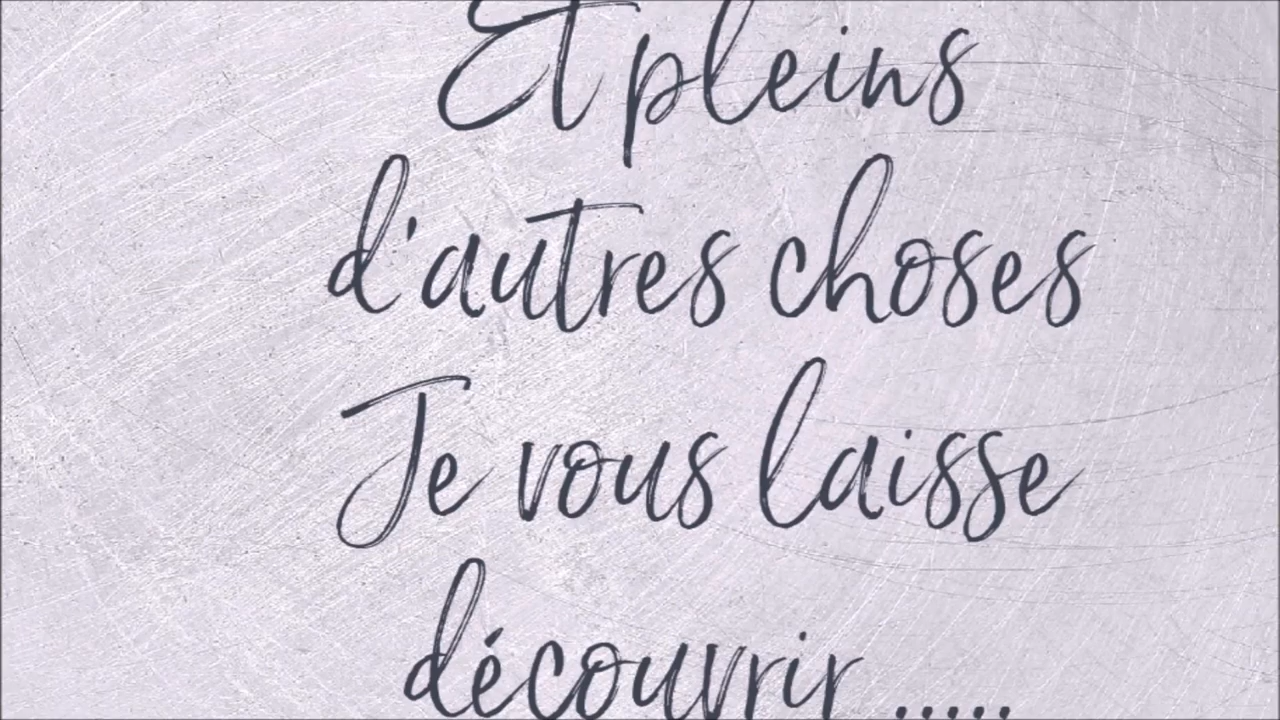 Et pleins
d'autres choses
Je vous laisse
découvrir .....